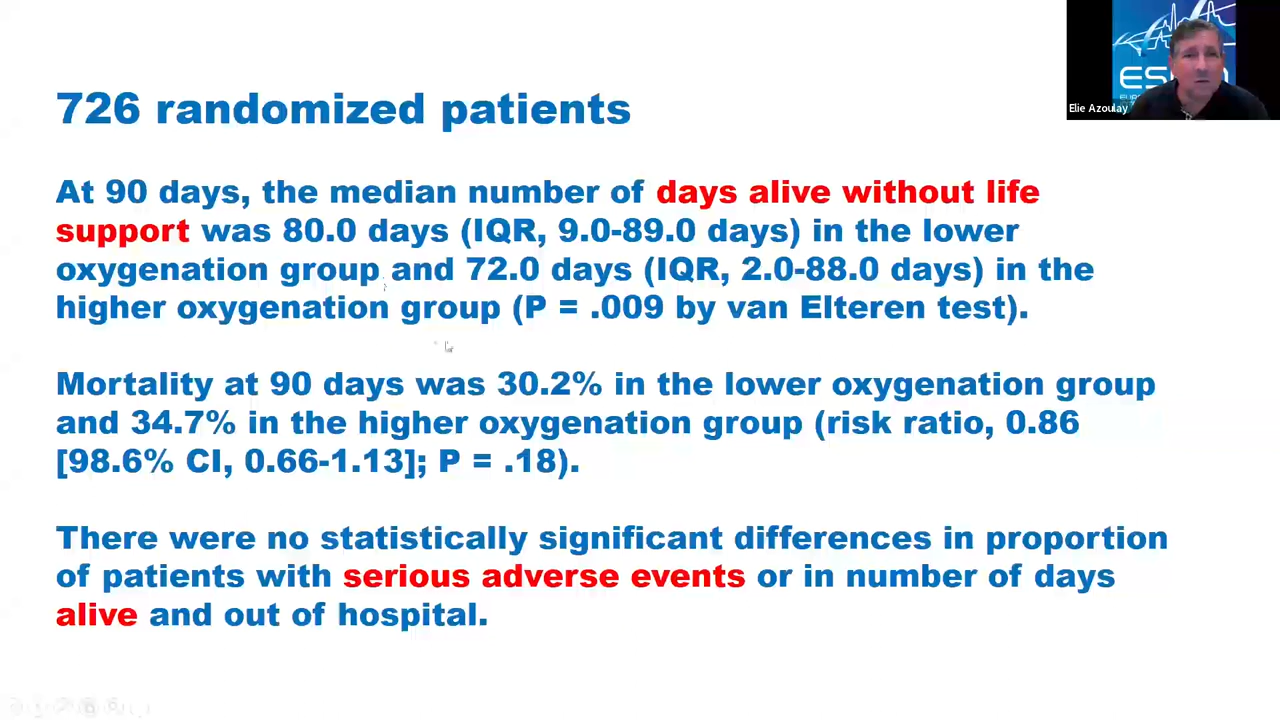 726 randomized patients
At 90 days, the median number of days alive without life
support was 80.0 days (IQR, 9.0-89.0 days) in the lower
oxygenation group and 72.0 days (IQR, 2.0-88.0 days) in the
higher oxygenation group (P = .009 by van Elteren test).
Mortality at 90 days was 30.2% in the lower oxygenation group
and 34.7% in the higher oxygenation group (risk ratio, 0.86
[98.6% CI, 0.66-1.13]; P = .18).
There were no statistically significant differences in proportion
of patients with serious adverse events or in number of days
alive and out of hospital.
Elie Azoulay